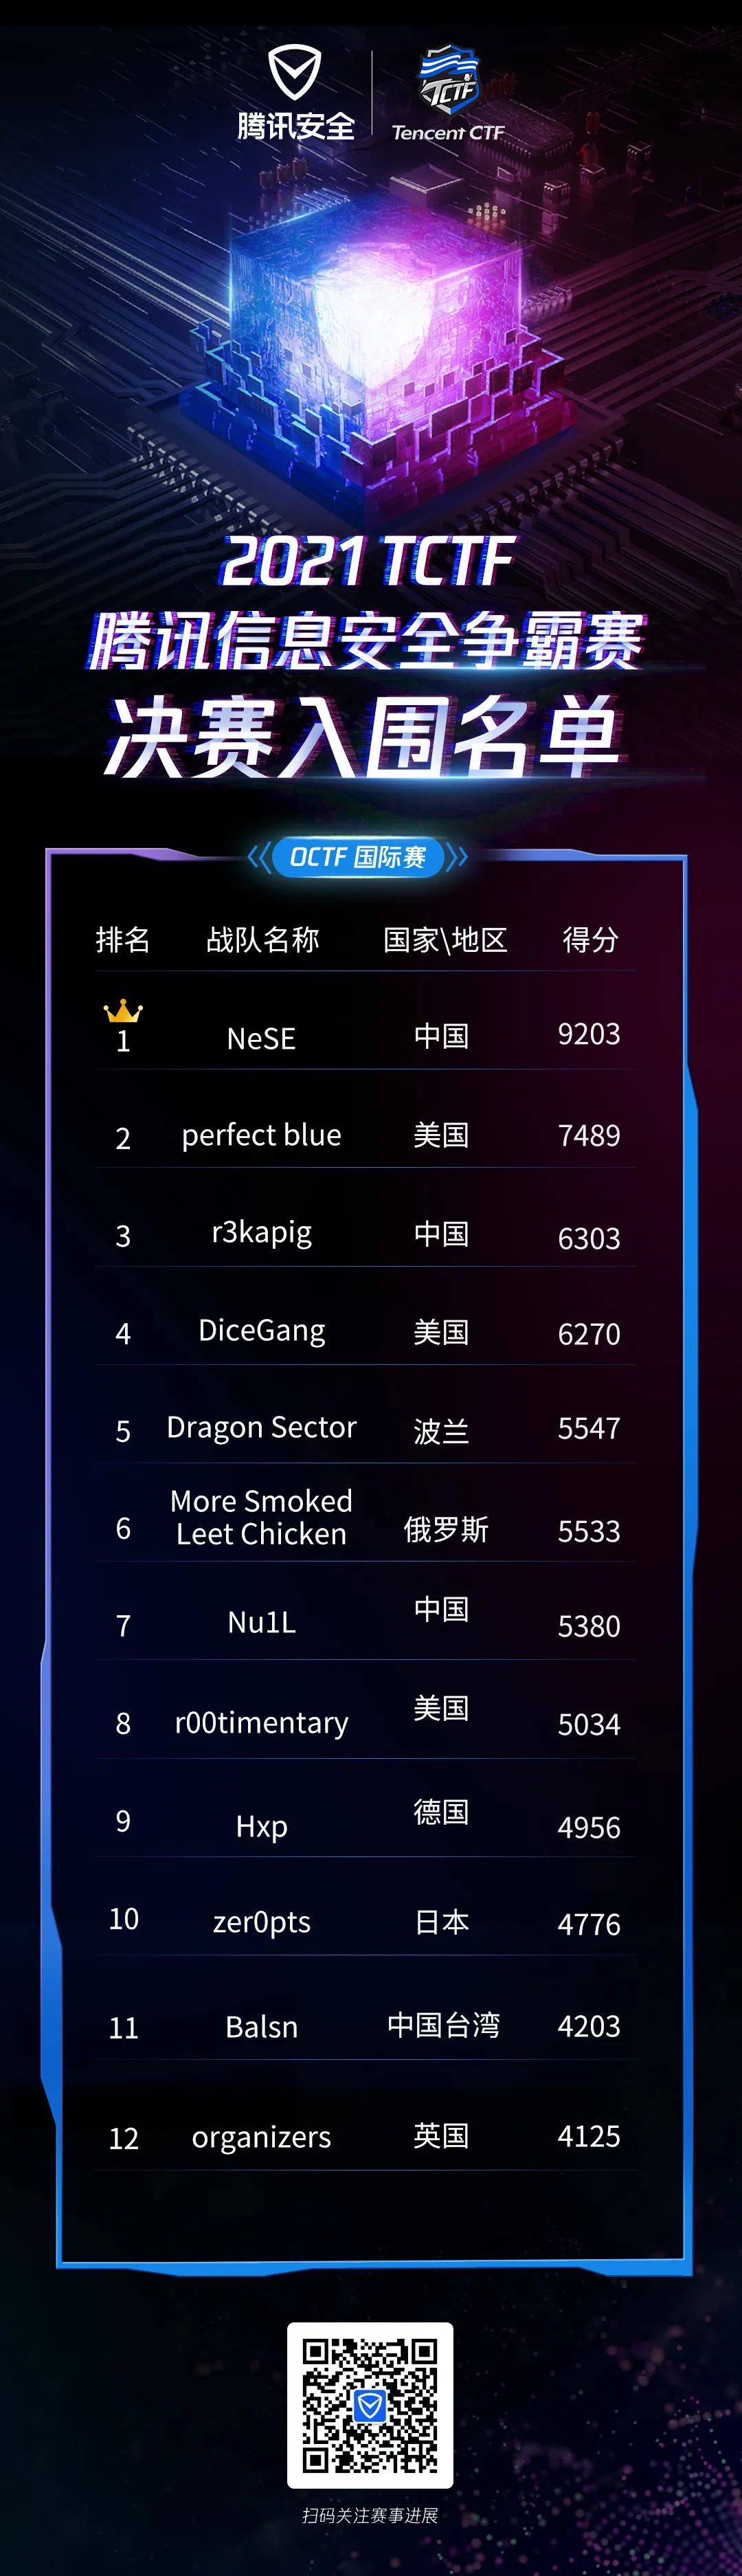 腾讯安全
TCTF
Tencent CTF
2021 TCTF
腾讯信息安全争霸赛
决赛入围名单
0CTF 国际赛
排名 战队名称 国家\地区 得分
1 NeSE 中国 9203
2 perfect blue 美国 7489
3 r3kapig 中国 6303
4 DiceGang 美国 6270
5 Dragon Sector 波兰 5547
More Smoked
6 Leet Chicken 俄罗斯 5533
7 Nu1L 中国 5380
8 r00timentary 美国 5034
9 Hxp 德国 4956
10 zer0pts 日本 4776
11 Balsn 中国台湾 4203
12 organizers 英国 4125
扫码关注赛事进展